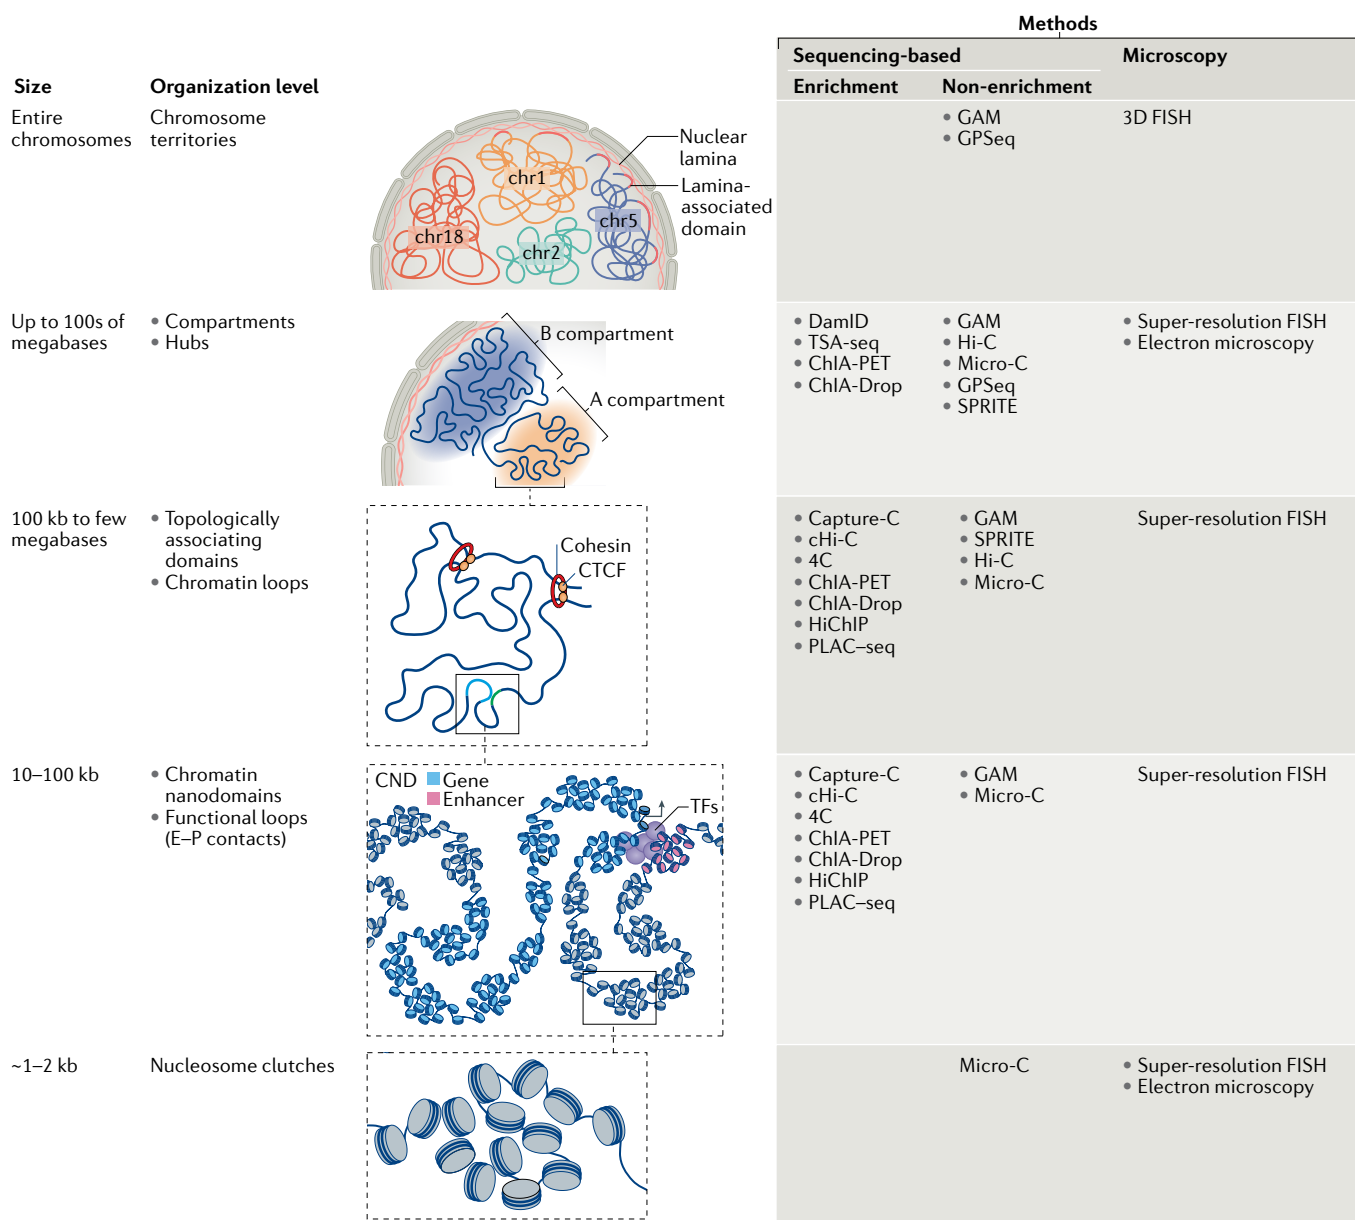 Methods
Sequencing-based
Microscopy
Size
Organization level
Enrichment
Non-enrichment
Entire
chromosomes
Chromosome
territories
chr18
chr1
chr2
chr5
Nuclear
lamina
Lamina-
associated
domain
• GAM
• GPSeq
3D FISH
Up to 100s of
megabases
• Compartments
• Hubs
B compartment
A compartment
• DamID
• TSA-seq
• ChIA-PET
• ChIA-Drop
• GAM
• Hi-C
• Micro-C
• GPSeq
• SPRITE
• Super-resolution FISH
• Electron microscopy
100 kb to few
megabases
• Topologically
associating
domains
• Chromatin loops
Cohesin
CTCF
• Capture-C
• cHi-C
• 4C
• ChIA-PET
• ChIA-Drop
• HiChIP
• PLAC–seq
• GAM
• SPRITE
• Hi-C
• Micro-C
Super-resolution FISH
10–100 kb
• Chromatin
nanodomains
• Functional loops
(E–P contacts)
CND
Gene
Enhancer
TFs
• Capture-C
• cHi-C
• 4C
• ChIA-PET
• ChIA-Drop
• HiChIP
• PLAC–seq
• GAM
• Micro-C
Super-resolution FISH
~1–2 kb
Nucleosome clutches
Micro-C
• Super-resolution FISH
• Electron microscopy